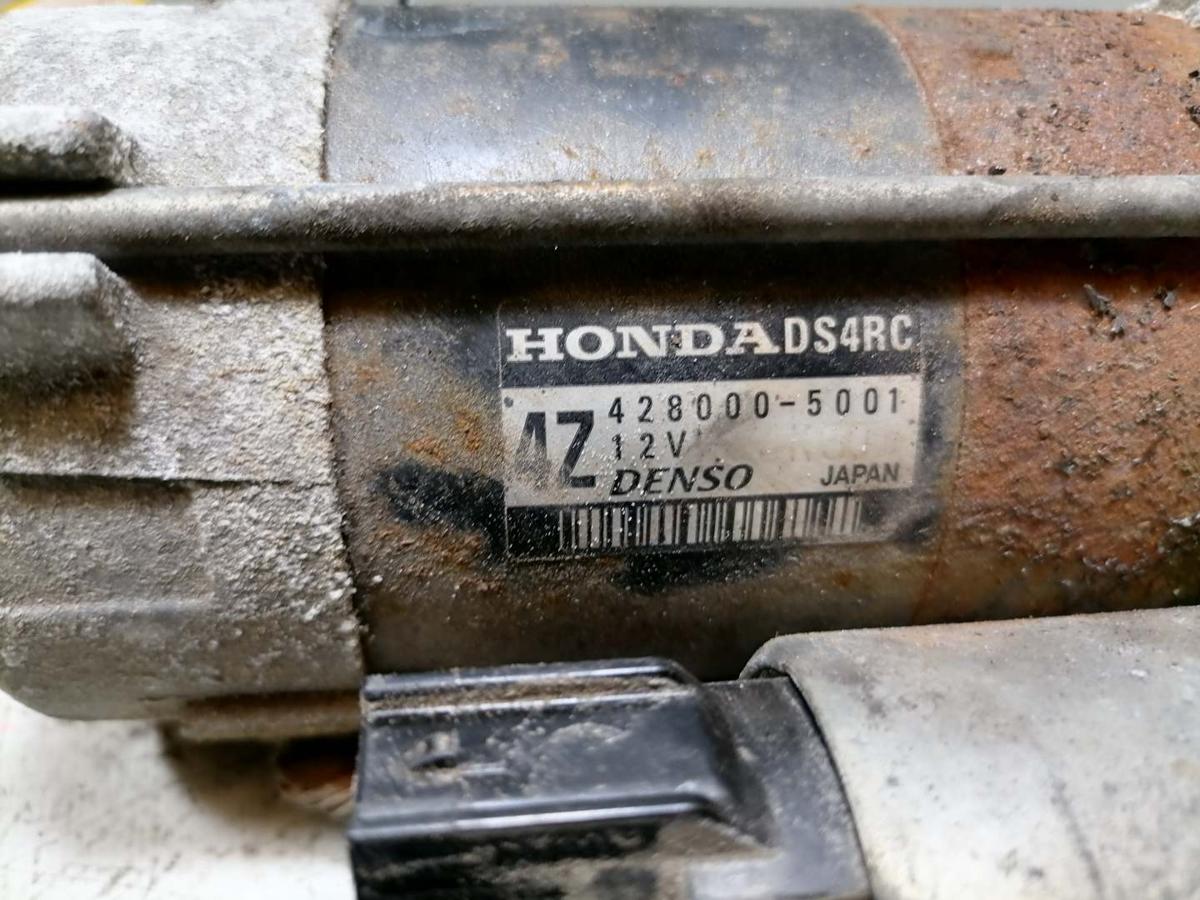 HONDA DS4RC
4Z 428000-5001
12V
DENSO JAPAN